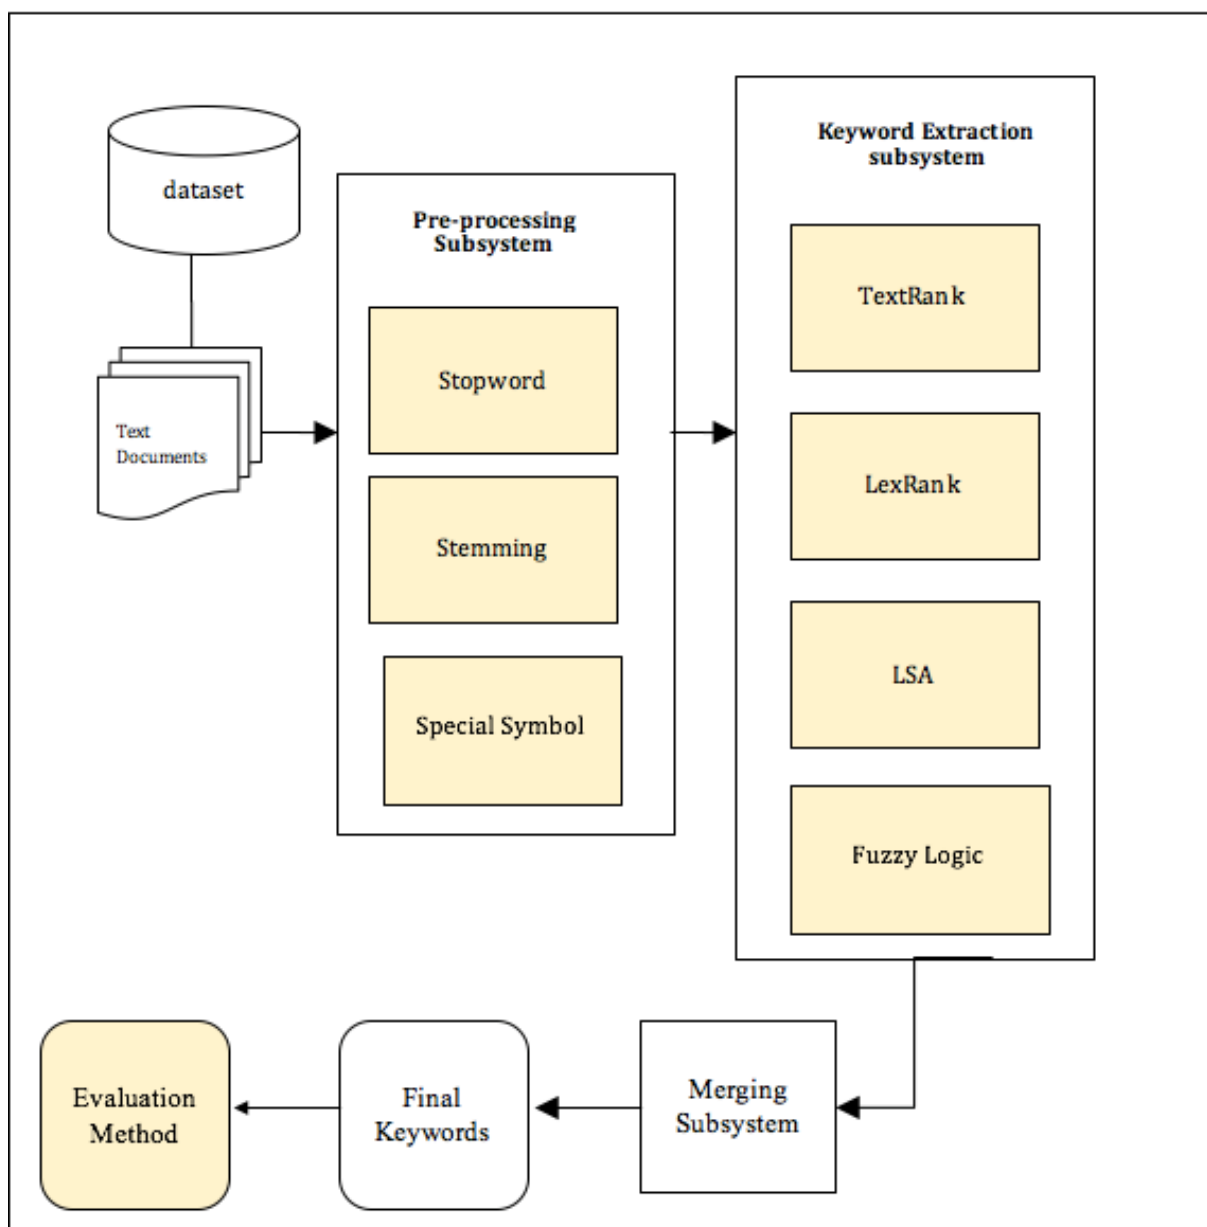 dataset
Text
Documents
Pre-processing
Subsystem
Stopword
Stemming
Special Symbol
Keyword Extraction
subsystem
TextRank
LexRank
LSA
Fuzzy Logic
Merging
Subsystem
Final
Keywords
Evaluation
Method